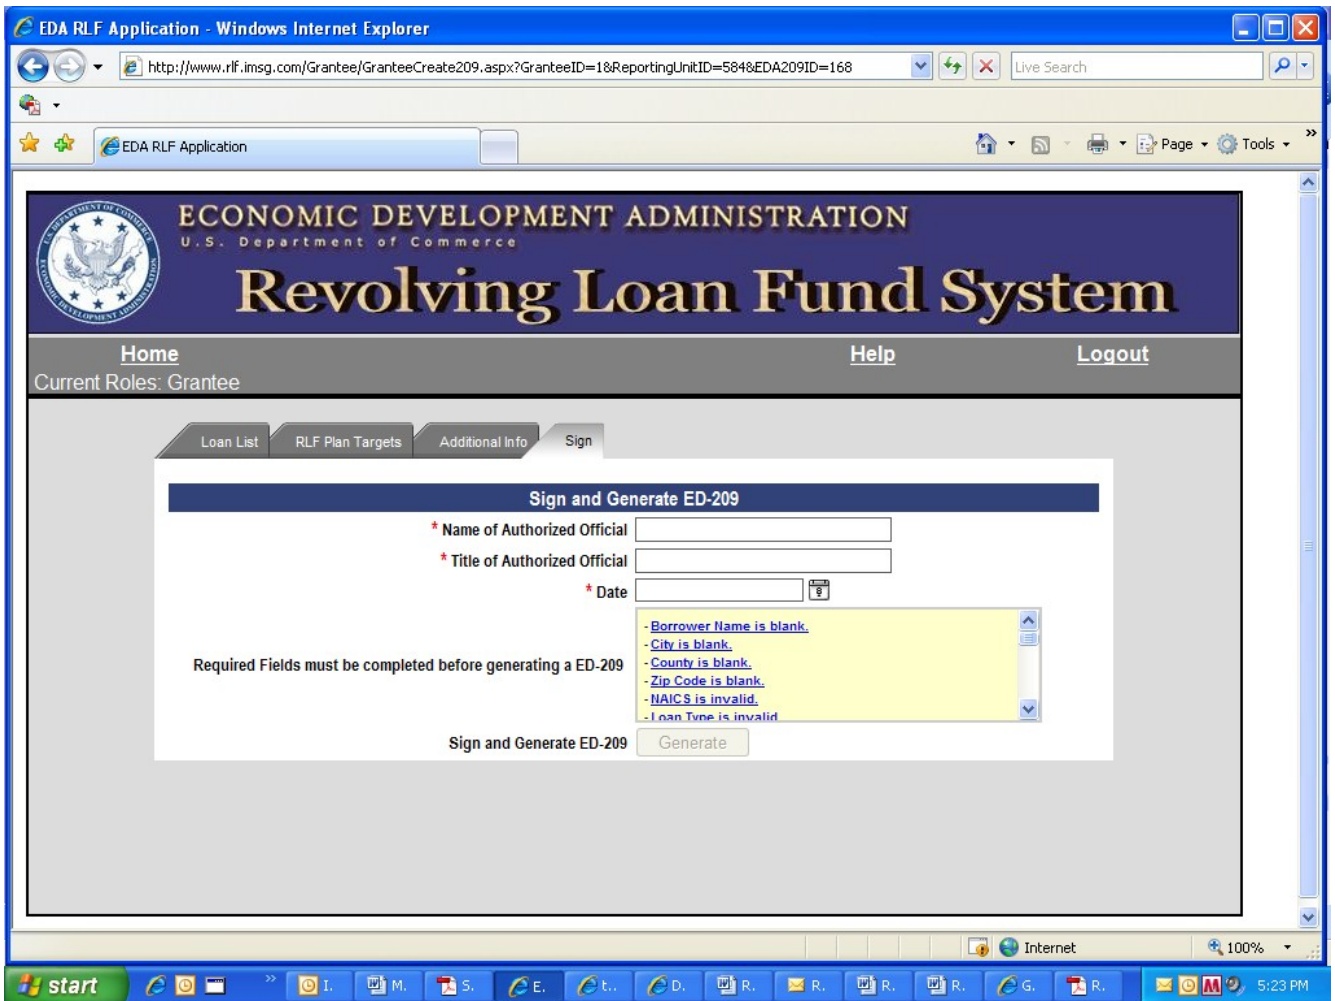 EDA RLF Application - Windows Internet Explorer
http://www.rlf.imsg.com/Grantee/GranteeCreate209.aspx?GranteeID=1&ReportingUnitID=584&EDA209ID=168
Live Search
EDA RLF Application
Page
Tools
ECONOMIC DEVELOPMENT ADMINISTRATION
U.S. Department of Commerce
Revolving Loan Fund System
Home
Help
Logout
Current Roles: Grantee
Loan List
RLF Plan Targets
Additional Info
Sign
Sign and Generate ED-209
* Name of Authorized Official
* Title of Authorized Official
* Date
Required Fields must be completed before generating a ED-209
- Borrower Name is blank.
- City is blank.
- County is blank.
- Zip Code is blank.
- NAICS is invalid.
- Loan Type is invalid
Sign and Generate ED-209
Generate
Internet
100%
start
I.
M.
S.
E.
t..
D.
R.
R.
R.
R.
G.
R.
5:23 PM